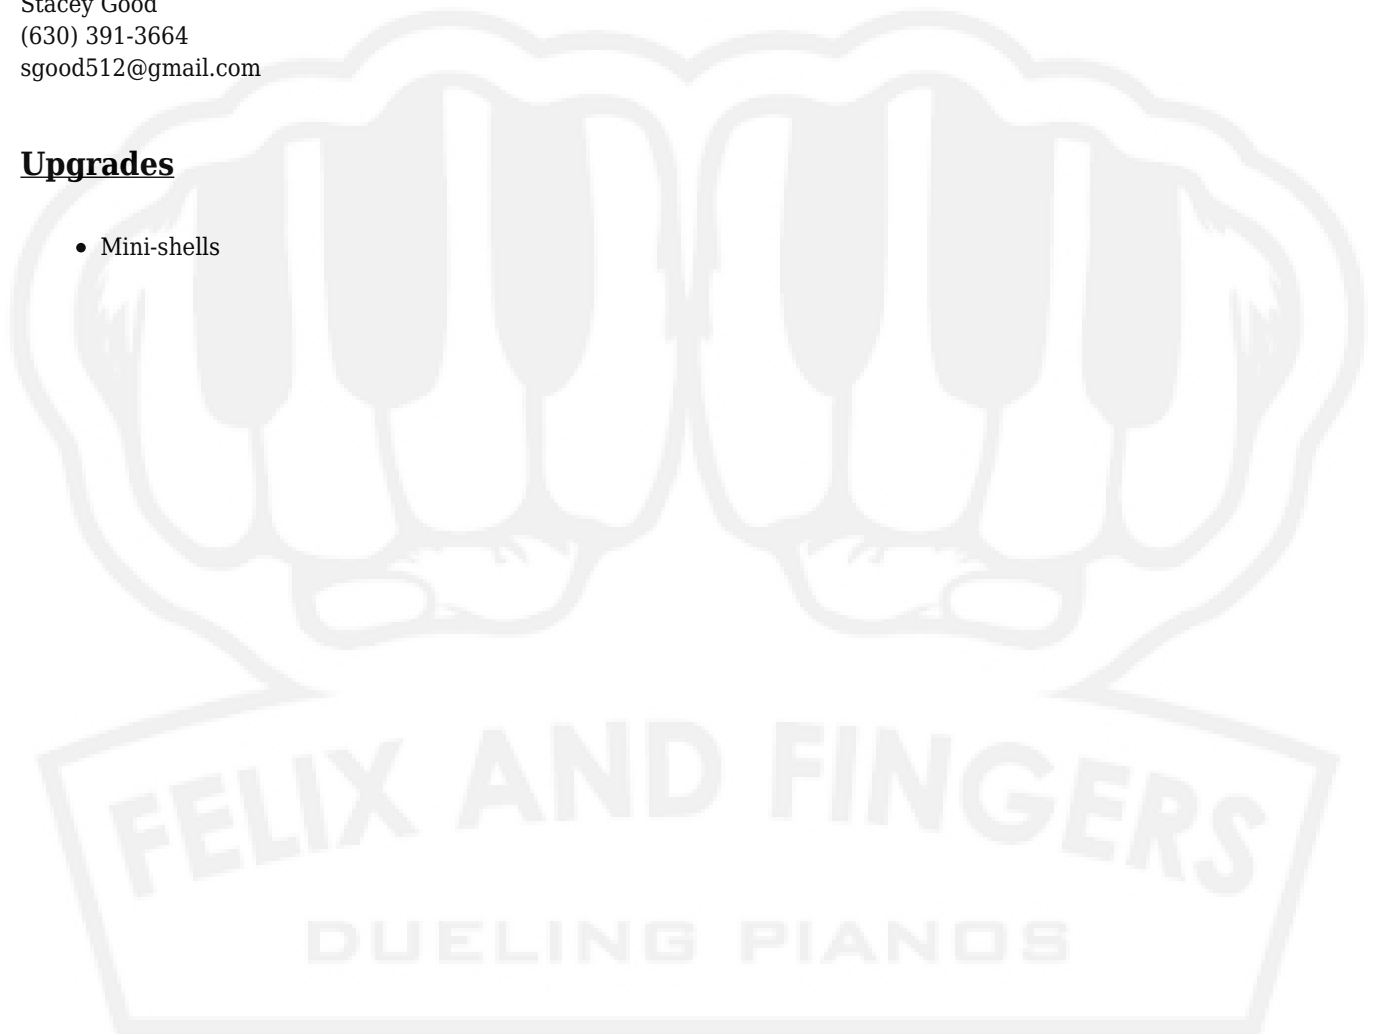 Stacey Good
(630) 391-3664
sgood512@gmail.com
Upgrades
Mini-shells
FELIX AND FINGERS
DUELING PIANOS